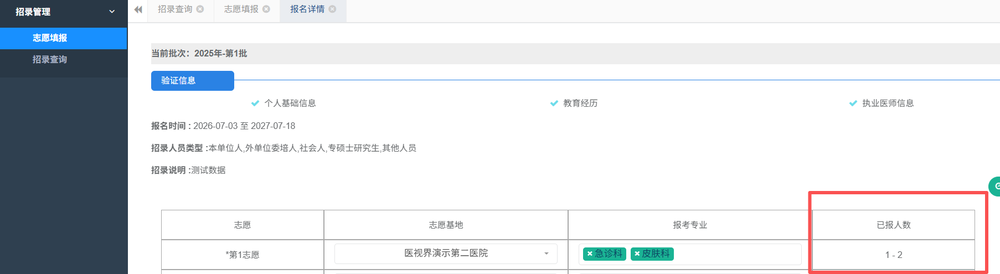 招录管理
志愿填报
招录查询
招录查询 志愿填报 报名详情
当前批次：2025年-第1批
验证信息
个人基础信息 教育经历 执业医师信息
报名时间 : 2026-07-03 至 2027-07-18
招录人员类型 :本单位人,外单位委培人,社会人,专硕士研究生,其他人员
招录说明 :测试数据
志愿 志愿基地 报考专业 已报人数
*第1志愿 医视界演示第二医院 ×急诊科 ×皮肤科 1 - 2